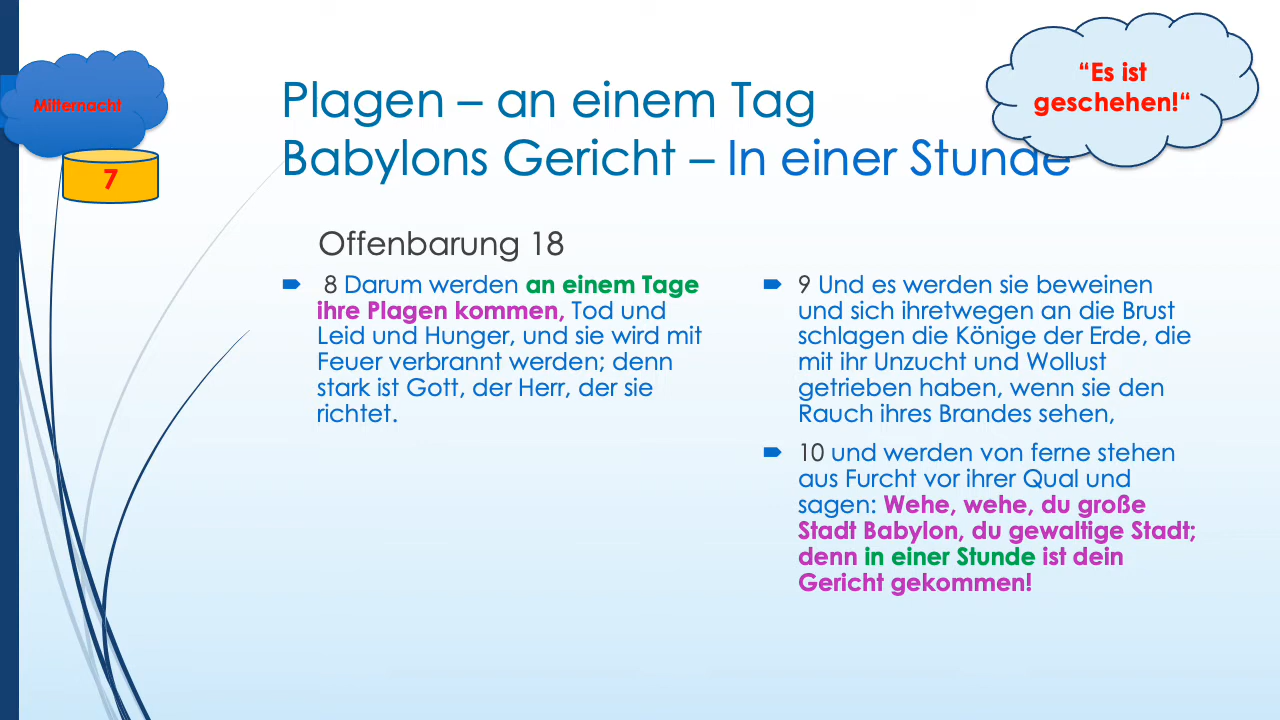 Mitternacht
7
“Es ist
geschehen!“
Plagen – an einem Tag
Babylons Gericht – In einer Stunde
Offenbarung 18
8 Darum werden an einem Tage
ihre Plagen kommen, Tod und
Leid und Hunger, und sie wird mit
Feuer verbrannt werden; denn
stark ist Gott, der Herr, der sie
richtet.
9 Und es werden sie beweinen
und sich ihretwegen an die Brust
schlagen die Könige der Erde, die
mit ihr Unzucht und Wollust
getrieben haben, wenn sie den
Rauch ihres Brandes sehen,
10 und werden von ferne stehen
aus Furcht vor ihrer Qual und
sagen: Wehe, wehe, du große
Stadt Babylon, du gewaltige Stadt;
denn in einer Stunde ist dein
Gericht gekommen!